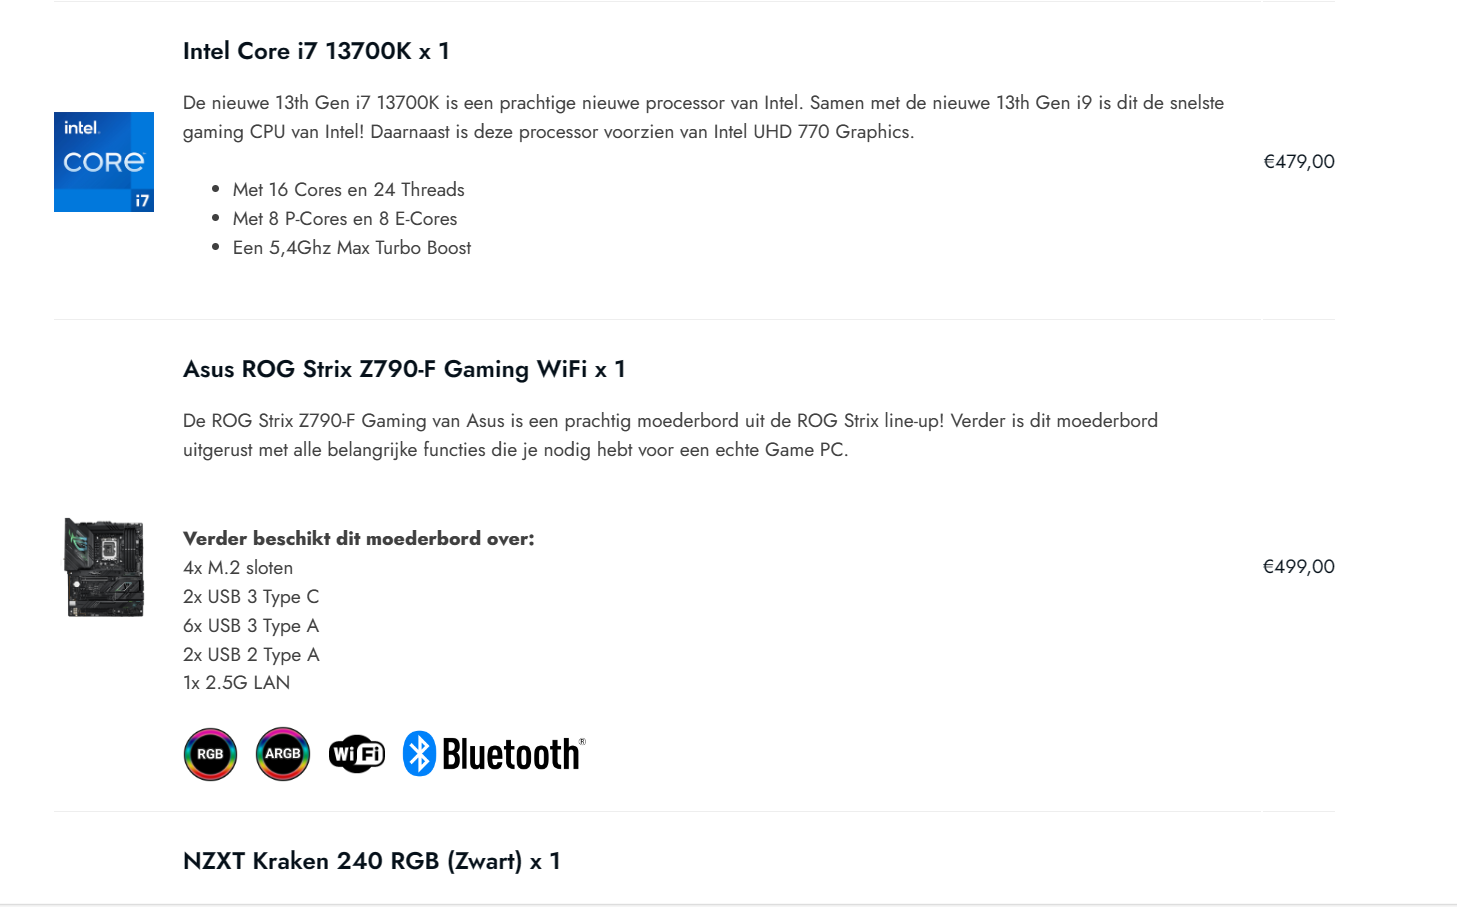 Intel Core i7 13700K x 1
De nieuwe 13th Gen i7 13700K is een prachtige nieuwe processor van Intel. Samen met de nieuwe 13th Gen i9 is dit de snelste
gaming CPU van Intel! Daarnaast is deze processor voorzien van Intel UHD 770 Graphics.
intel.
CORE
i7
€479,00
• Met 16 Cores en 24 Threads
• Met 8 P-Cores en 8 E-Cores
• Een 5,4Ghz Max Turbo Boost
Asus ROG Strix Z790-F Gaming WiFi x 1
De ROG Strix Z790-F Gaming van Asus is een prachtig moederbord uit de ROG Strix line-up! Verder is dit moederbord
uitgerust met alle belangrijke functies die je nodig hebt voor een echte Game PC.
Verder beschikt dit moederbord over:
4x M.2 sloten
€499,00
2x USB 3 Type C
6x USB 3 Type A
2x USB 2 Type A
1x 2.5G LAN
RGB ARGB WiFi Bluetooth®
NZXT Kraken 240 RGB (Zwart) x 1